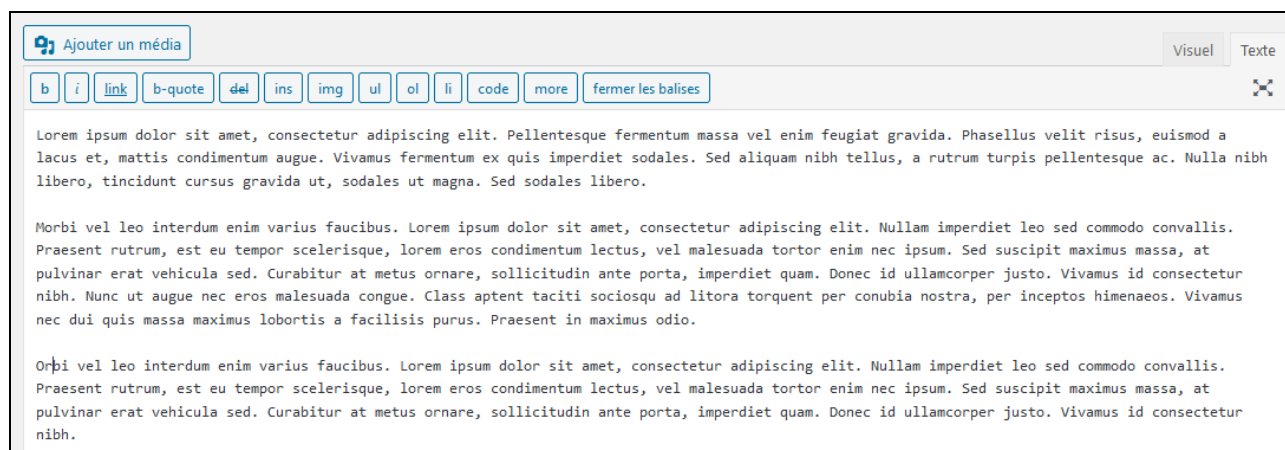 Ajouter un média
Visuel Texte
b i link b-quote del ins img ul ol li code more fermer les balises
Lorem ipsum dolor sit amet, consectetur adipiscing elit. Pellentesque fermentum massa vel enim feugiat gravida. Phasellus velit risus, euismod a
lacus et, mattis condimentum augue. Vivamus fermentum ex quis imperdiet sodales. Sed aliquam nibh tellus, a rutrum turpis pellentesque ac. Nulla nibh
libero, tincidunt cursus gravida ut, sodales ut magna. Sed sodales libero.
Morbi vel leo interdum enim varius faucibus. Lorem ipsum dolor sit amet, consectetur adipiscing elit. Nullam imperdiet leo sed commodo convallis.
Praesent rutrum, est eu tempor scelerisque, lorem eros condimentum lectus, vel malesuada tortor enim nec ipsum. Sed suscipit maximus massa, at
pulvinar erat vehicula sed. Curabitur at metus ornare, sollicitudin ante porta, imperdiet quam. Donec id ullamcorper justo. Vivamus id consectetur
nibh. Nunc ut augue nec eros malesuada congue. Class aptent taciti sociosqu ad litora torquent per conubia nostra, per inceptos himenaeos. Vivamus
nec dui quis massa maximus lobortis a facilisis purus. Praesent in maximus odio.
Orbi vel leo interdum enim varius faucibus. Lorem ipsum dolor sit amet, consectetur adipiscing elit. Nullam imperdiet leo sed commodo convallis.
Praesent rutrum, est eu tempor scelerisque, lorem eros condimentum lectus, vel malesuada tortor enim nec ipsum. Sed suscipit maximus massa, at
pulvinar erat vehicula sed. Curabitur at metus ornare, sollicitudin ante porta, imperdiet quam. Donec id ullamcorper justo. Vivamus id consectetur
nibh.